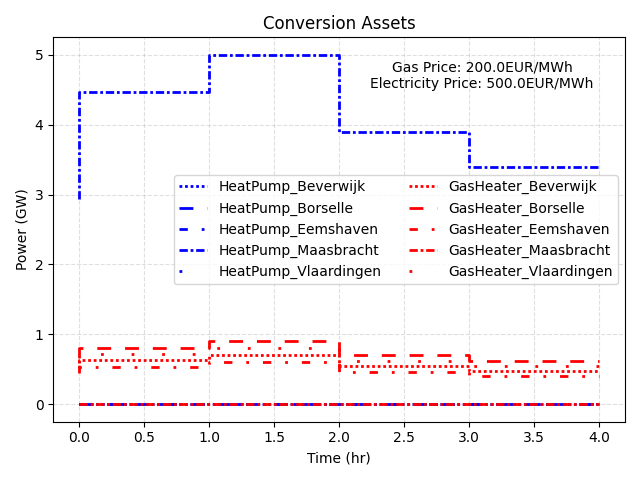 Conversion Assets
Gas Price: 200.0EUR/MWh
Electricity Price: 500.0EUR/MWh
Power (GW)
5
4
3
2
1
0
HeatPump_Beverwijk
HeatPump_Borselle
HeatPump_Eemshaven
HeatPump_Maasbracht
HeatPump_Vlaardingen
GasHeater_Beverwijk
GasHeater_Borselle
GasHeater_Eemshaven
GasHeater_Maasbracht
GasHeater_Vlaardingen
0.0 0.5 1.0 1.5 2.0 2.5 3.0 3.5 4.0
Time (hr)